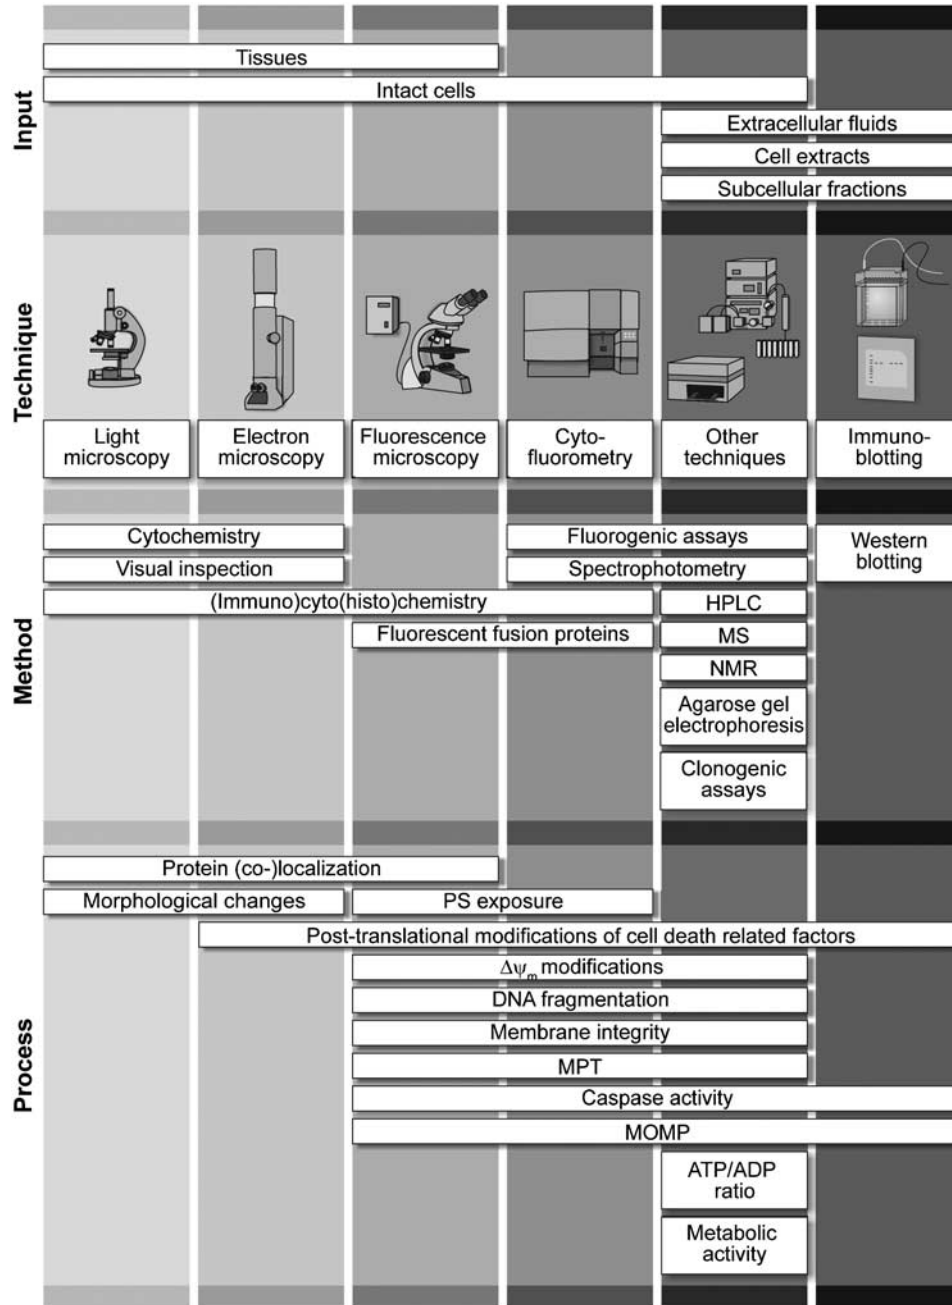 Input
Tissues
Intact cells
Extracellular fluids
Cell extracts
Subcellular fractions
Technique
Light
microscopy
Electron
microscopy
Fluorescence
microscopy
Cyto-
fluorometry
Other
techniques
Immuno-
blotting
Method
Cytochemistry
Fluorogenic assays
Western
blotting
Visual inspection
Spectrophotometry
(Immuno)cyto(histo)chemistry
HPLC
Fluorescent fusion proteins
MS
NMR
Agarose gel
electrophoresis
Clonogenic
assays
Process
Protein (co-)localization
Morphological changes
PS exposure
Post-translational modifications of cell death related factors
Δψm modifications
DNA fragmentation
Membrane integrity
MPT
Caspase activity
MOMP
ATP/ADP
ratio
Metabolic
activity